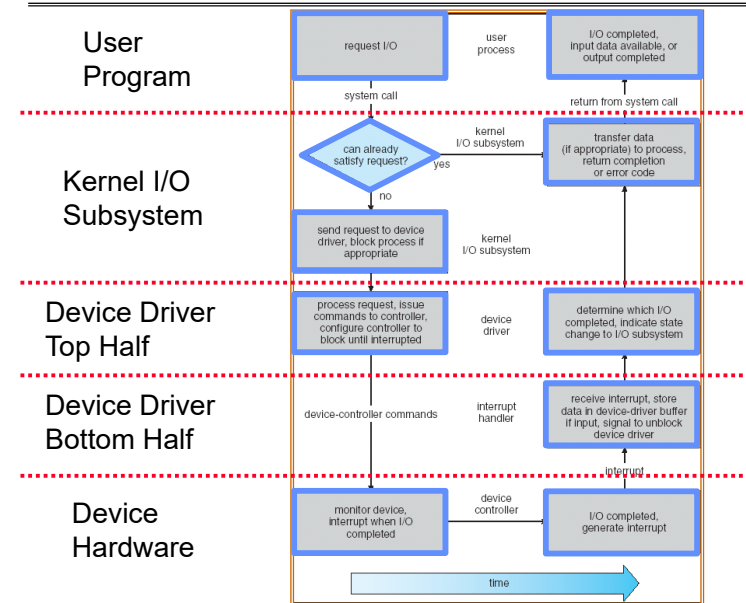 User
Program
request I/O
user
process
I/O completed,
input data available, or
output completed
system call
return from system call
Kernel I/O
Subsystem
can already
satisfy request?
yes
no
kernel
I/O subsystem
transfer data
(if appropriate) to process,
return completion
or error code
send request to device
driver, block process if
appropriate
kernel
I/O subsystem
Device Driver
Top Half
process request, issue
commands to controller,
configure controller to
block until interrupted
device
driver
determine which I/O
completed, indicate state
change to I/O subsystem
Device Driver
Bottom Half
device-controller commands
interrupt
handler
receive interrupt, store
data in device-driver buffer
if input, signal to unblock
device driver
interrupt
Device
Hardware
monitor device,
interrupt when I/O
completed
device
controller
I/O completed,
generate interrupt
time